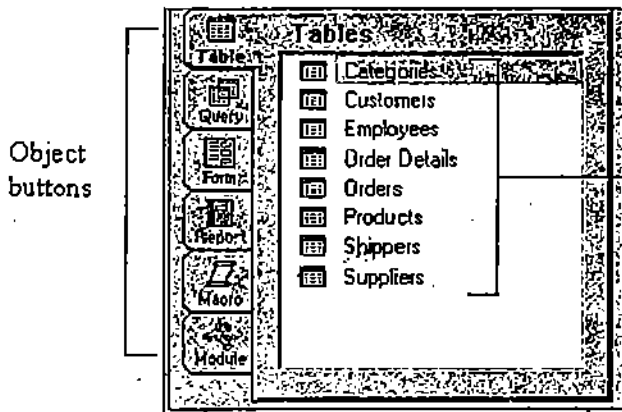 Object
buttons
Table
Query
Form
Report
Macro
Module
Tables
Categories
Customers
Employees
Order Details
Orders
Products
Shippers
Suppliers